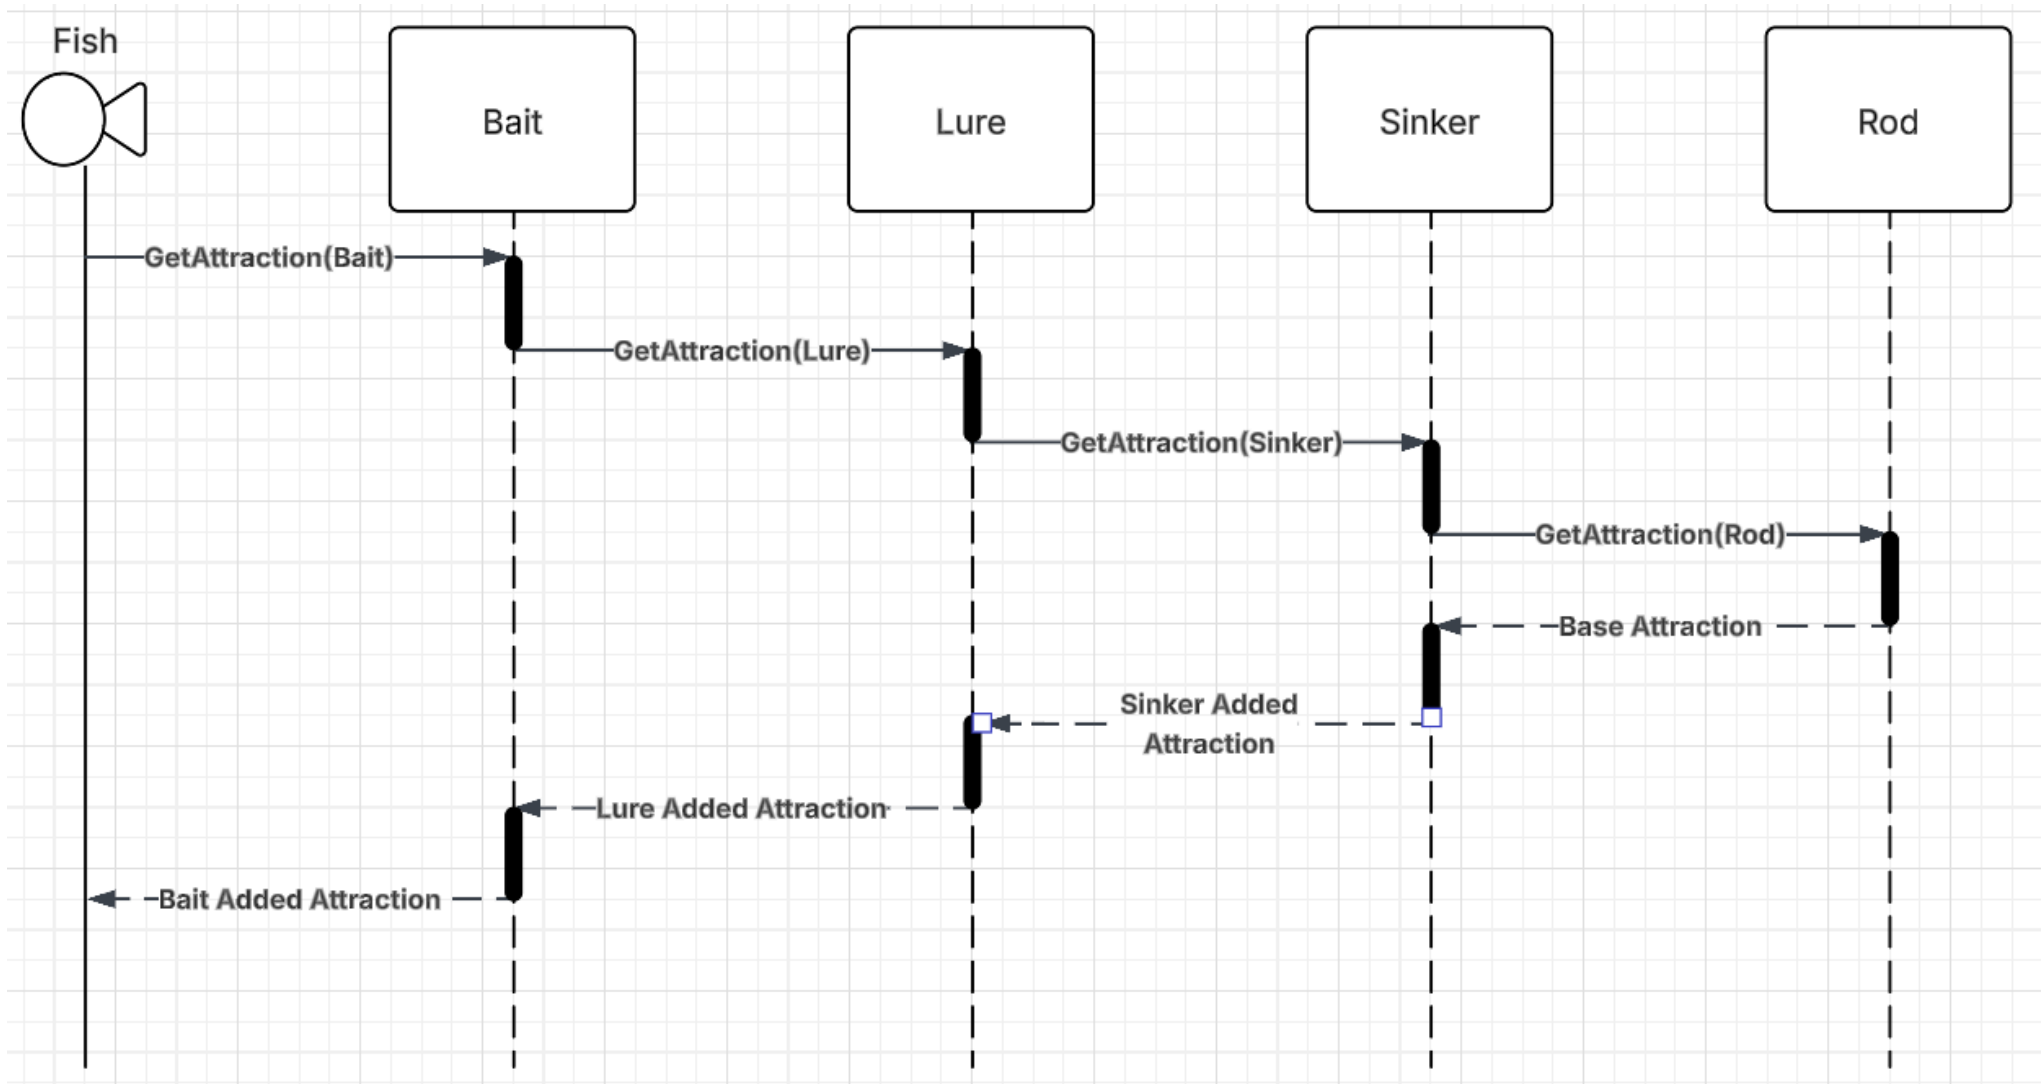 Fish
Bait
Lure
Sinker
Rod
GetAttraction(Bait)
GetAttraction(Lure)
GetAttraction(Sinker)
GetAttraction(Rod)
Base Attraction
Sinker Added
Attraction
Lure Added Attraction
Bait Added Attraction